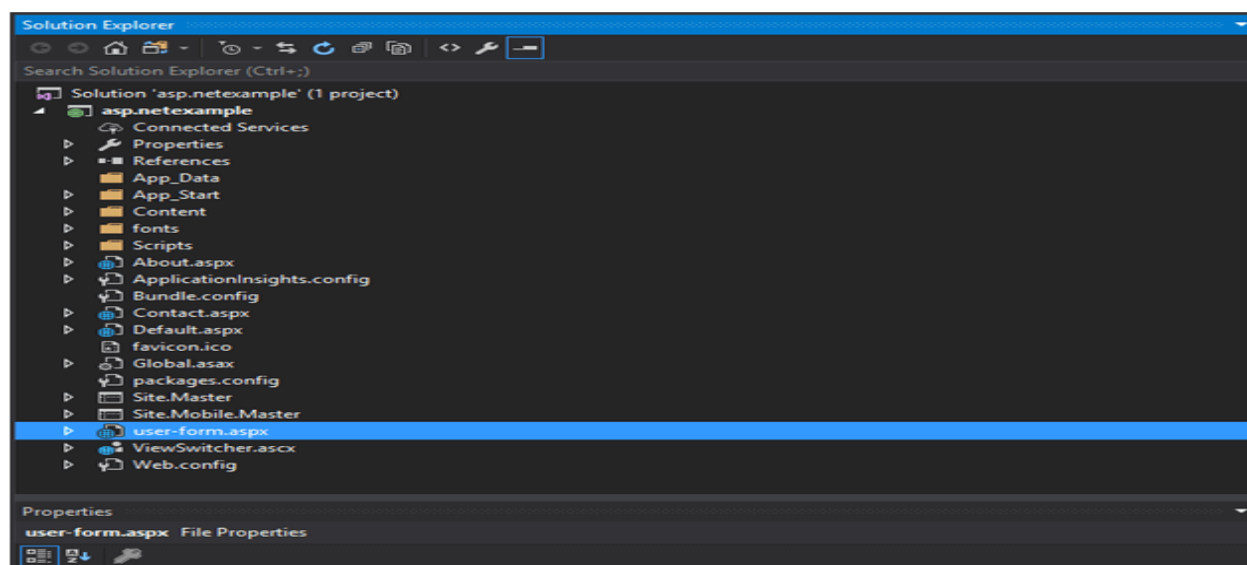 Solution Explorer
Search Solution Explorer (Ctrl+;)
Solution 'asp.netexample' (1 project)
asp.netexample
Connected Services
Properties
References
App_Data
App_Start
Content
fonts
Scripts
About.aspx
ApplicationInsights.config
Bundle.config
Contact.aspx
Default.aspx
favicon.ico
Global.asax
packages.config
Site.Master
Site.Mobile.Master
user-form.aspx
ViewSwitcher.ascx
Web.config
Properties
user-form.aspx File Properties